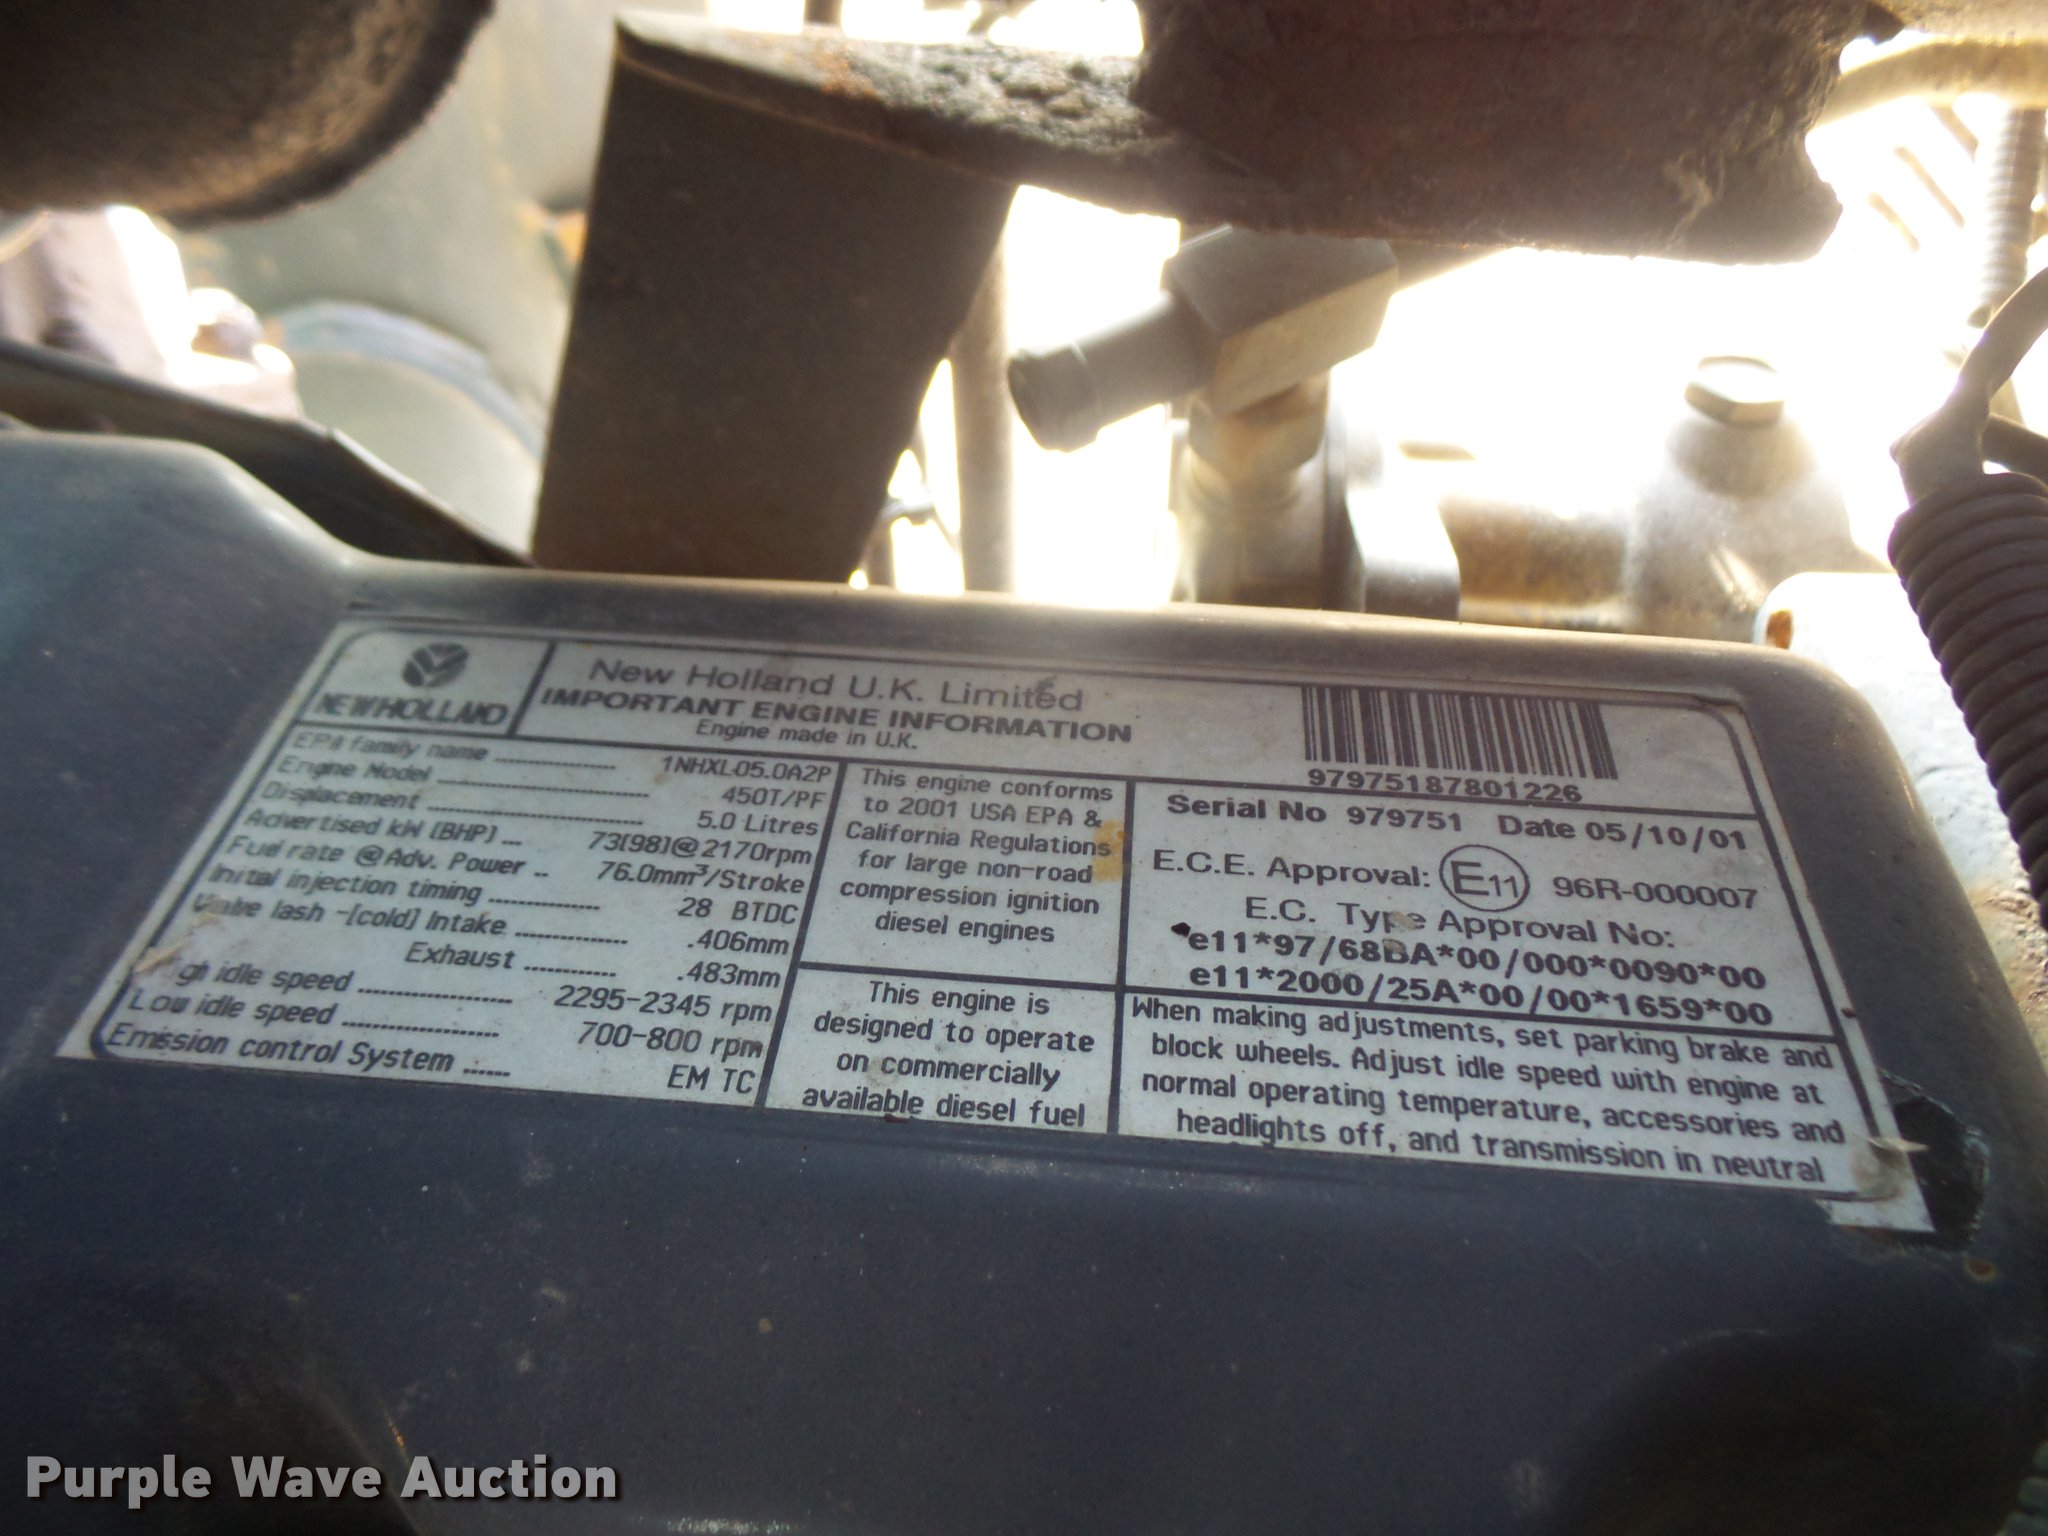 NEW HOLLAND
New Holland U.K. Limited
IMPORTANT ENGINE INFORMATION
Engine made in U.K.
97975187801226
EPA family name ........ 1NHXL05.0A2P
Engine Model ........ 450T/PF
Displacement ........ 5.0 Litres
Advertised kW (BHP) ... 73(98)@2170rpm
Fuel rate @Adv. Power .. 76.0mm³/Stroke
Initial injection timing ........ 28 BTDC
Valve lash -(cold) Intake ........ .406mm
Exhaust ........ .483mm
High idle speed ........ 2295-2345 rpm
Low idle speed ........ 700-800 rpm
Emission control System ...... EM TC
This engine conforms
to 2001 USA EPA &
California Regulations
for large non-road
compression ignition
diesel engines
This engine is
designed to operate
on commercially
available diesel fuel
Serial No 979751 Date 05/10/01
E.C.E. Approval: E11 96R-000007
E.C. Type Approval No:
e11*97/68BA*00/000*0090*00
e11*2000/25A*00/00*1659*00
When making adjustments, set parking brake and
block wheels. Adjust idle speed with engine at
normal operating temperature, accessories and
headlights off, and transmission in neutral
Purple Wave Auction